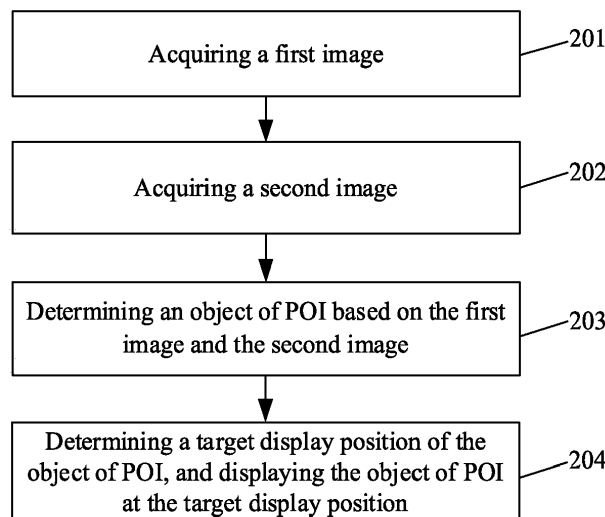 Acquiring a first image
201
Acquiring a second image
202
Determining an object of POI based on the first
image and the second image
203
Determining a target display position of the
object of POI, and displaying the object of POI
at the target display position
204